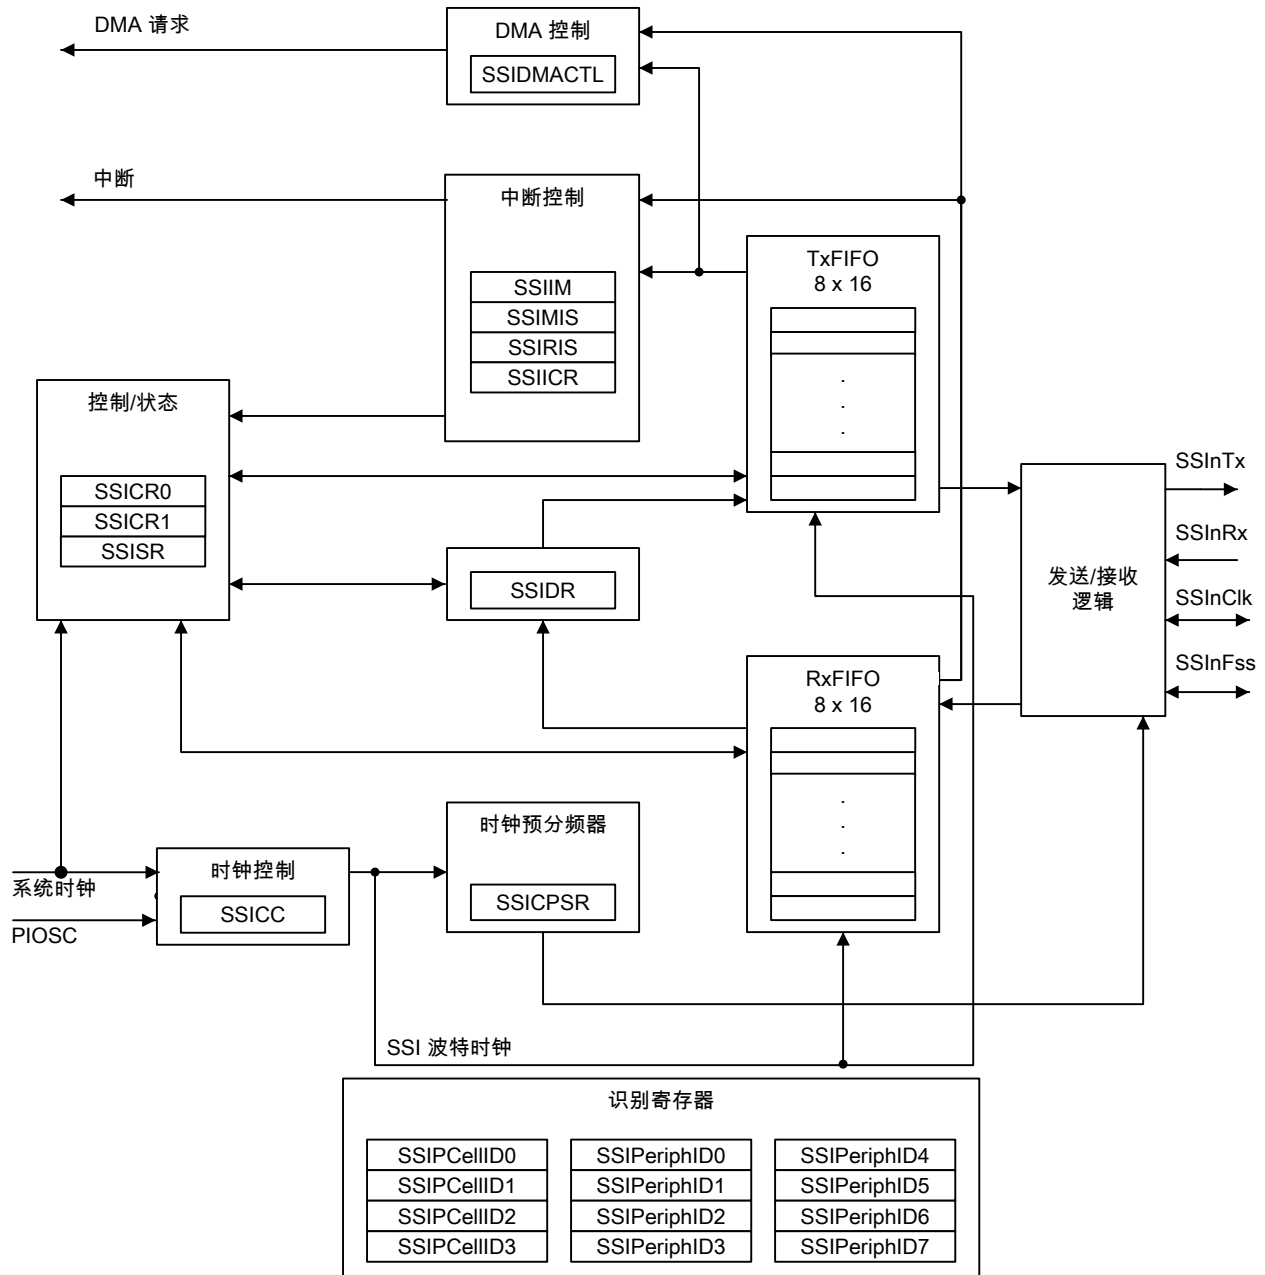 DMA 请求
DMA 控制
SSIDMACTL
中断
中断控制
SSIIM
SSIMIS
SSIRIS
SSIICR
TxFIFO
8 x 16
.
.
.
控制/状态
SSICR0
SSICR1
SSISR
SSIDR
发送/接收
逻辑
SSInTx
SSInRx
SSInClk
SSInFss
RxFIFO
8 x 16
.
.
.
时钟预分频器
SSICPSR
时钟控制
SSICC
系统时钟
PIOSC
SSI 波特时钟
识别寄存器
SSIPCellID0
SSIPCellID1
SSIPCellID2
SSIPCellID3
SSIPeriphID0
SSIPeriphID1
SSIPeriphID2
SSIPeriphID3
SSIPeriphID4
SSIPeriphID5
SSIPeriphID6
SSIPeriphID7